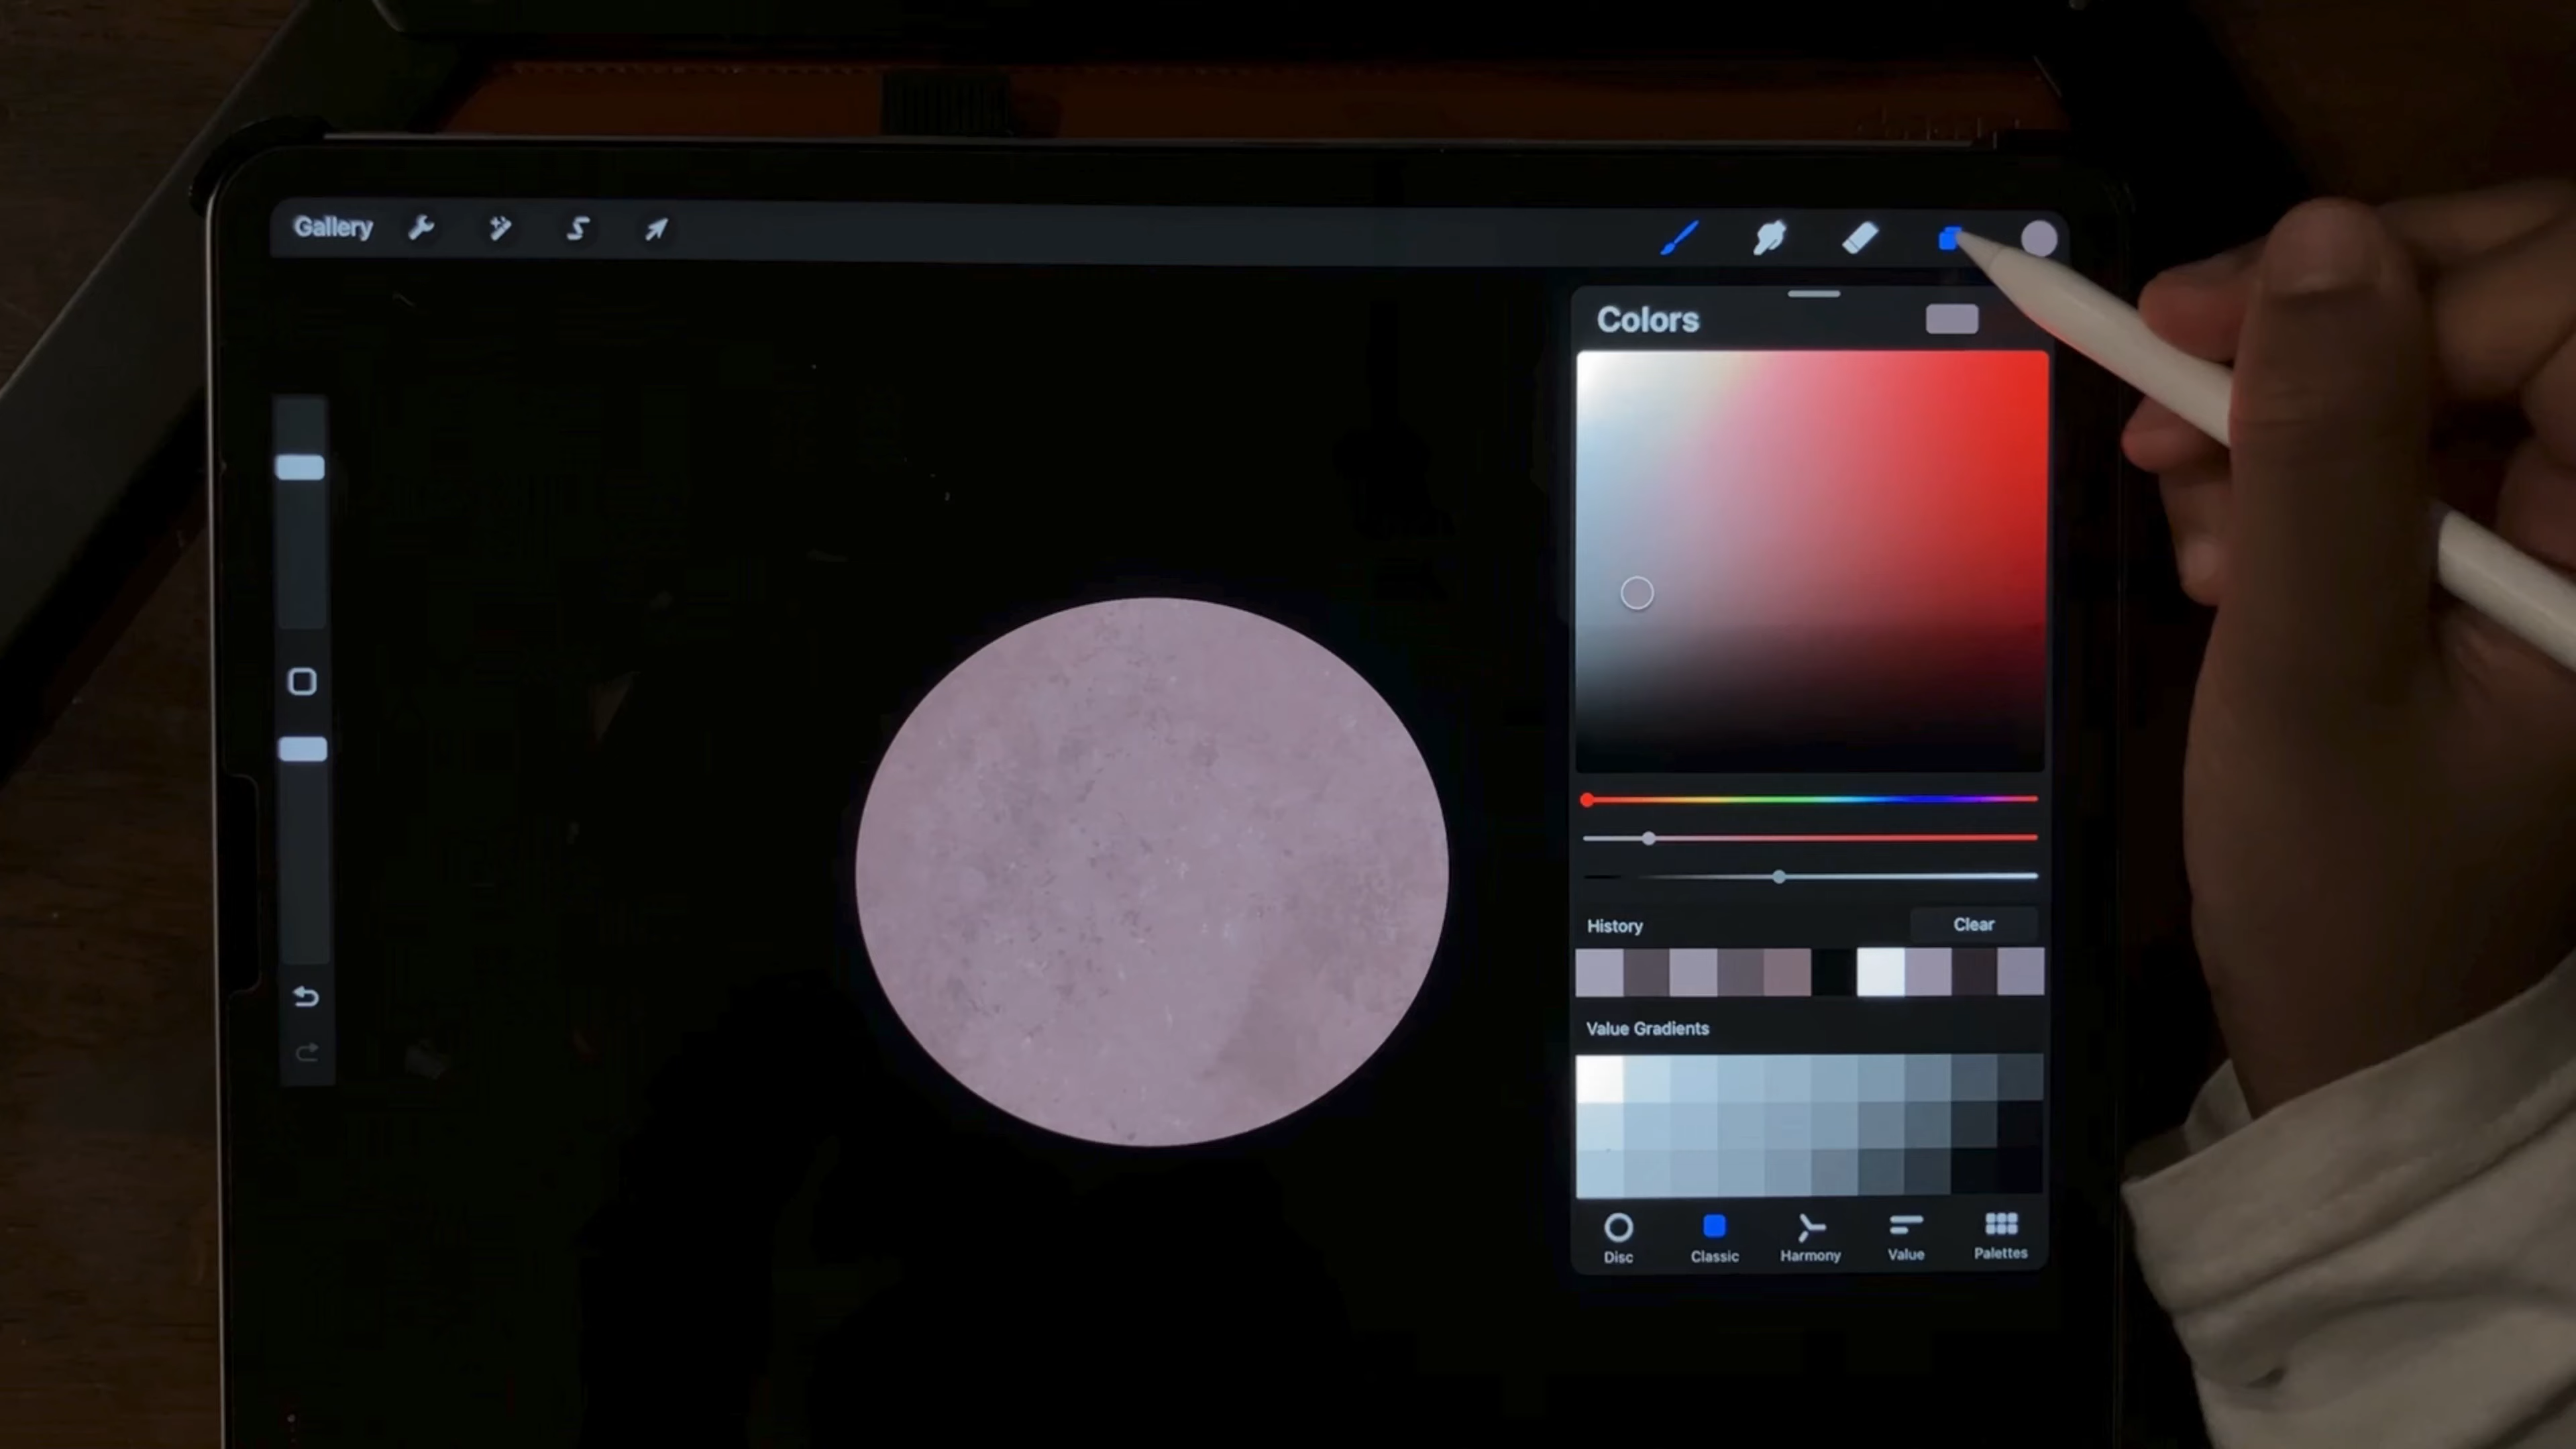 Gallery
Colors
History
Clear
Value Gradients
Disc
Classic
Harmony
Value
Palettes